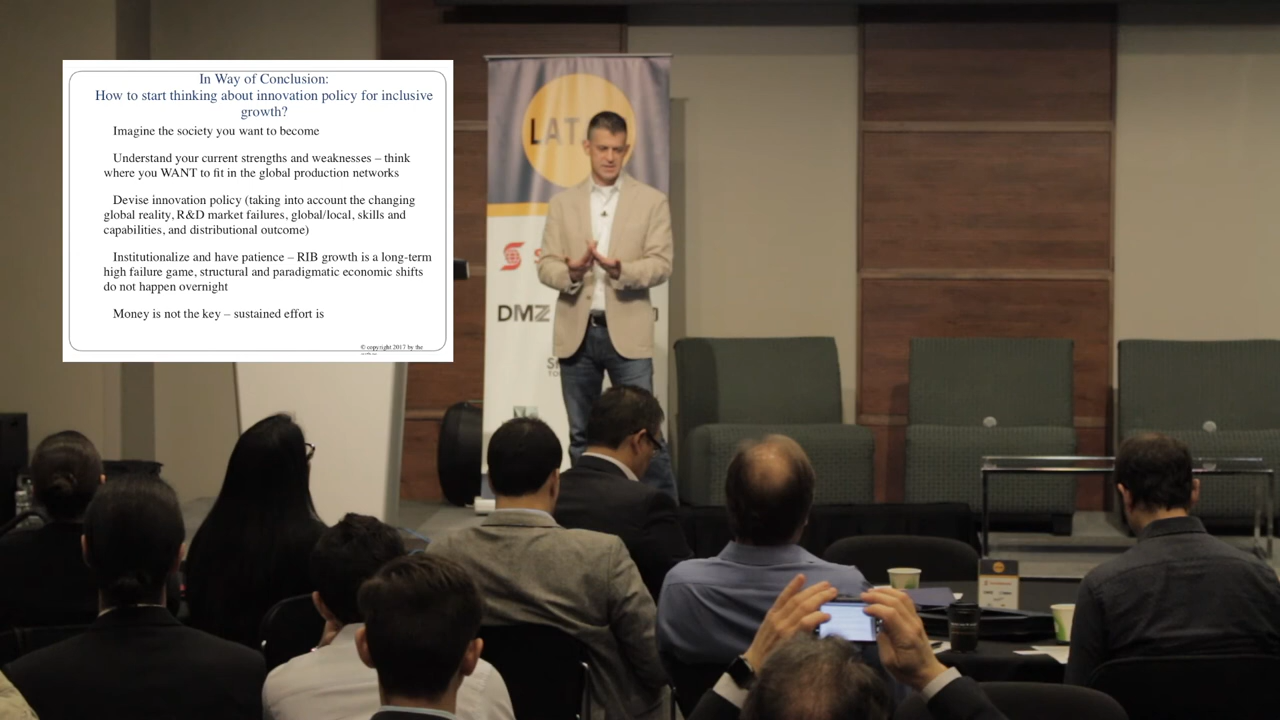 In Way of Conclusion:
How to start thinking about innovation policy for inclusive
growth?
Imagine the society you want to become
Understand your current strengths and weaknesses – think
where you WANT to fit in the global production networks
Devise innovation policy (taking into account the changing
global reality, R&D market failures, global/local, skills and
capabilities, and distributional outcome)
Institutionalize and have patience – RIB growth is a long-term
high failure game, structural and paradigmatic economic shifts
do not happen overnight
Money is not the key – sustained effort is
© copyright 2017 by the
LAT
DMZ